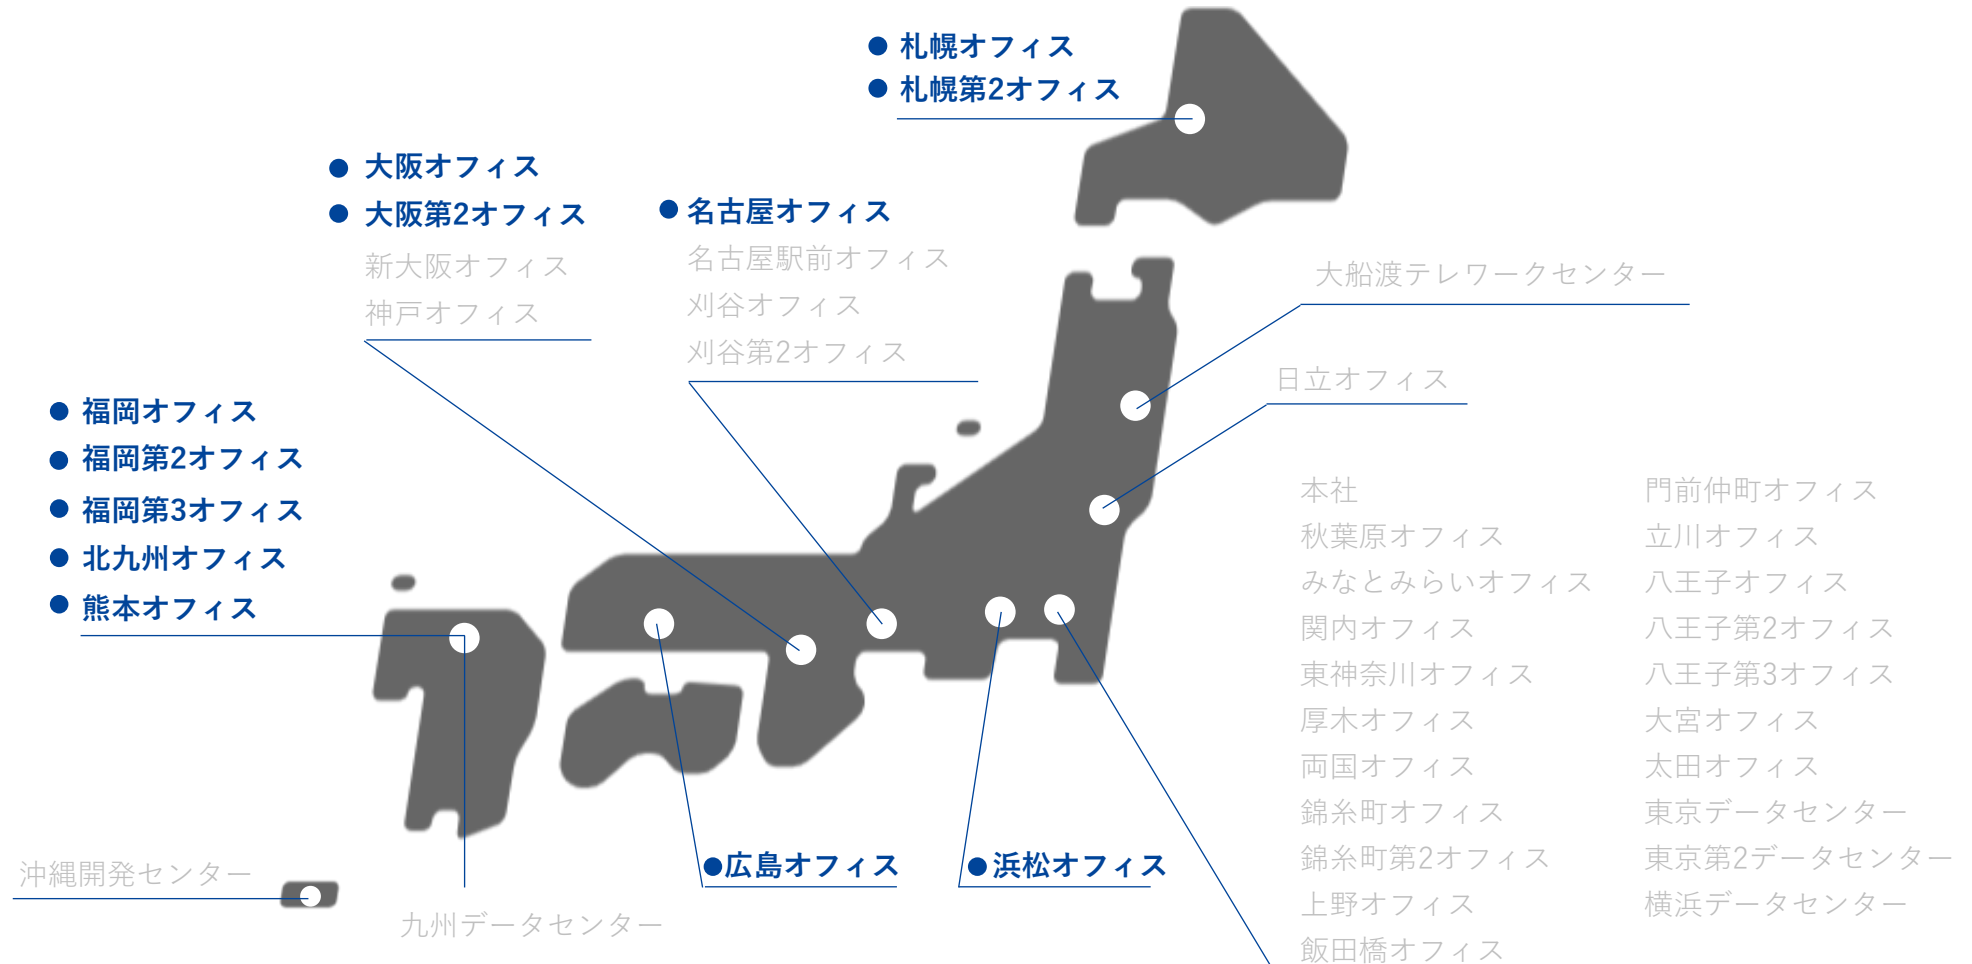 ● 札幌オフィス
● 札幌第2オフィス
● 大阪オフィス
● 大阪第2オフィス
新大阪オフィス
神戸オフィス
● 名古屋オフィス
名古屋駅前オフィス
刈谷オフィス
刈谷第2オフィス
大船渡テレワークセンター
日立オフィス
● 福岡オフィス
● 福岡第2オフィス
● 福岡第3オフィス
● 北九州オフィス
● 熊本オフィス
本社
秋葉原オフィス
みなとみらいオフィス
関内オフィス
東神奈川オフィス
厚木オフィス
両国オフィス
錦糸町オフィス
錦糸町第2オフィス
上野オフィス
飯田橋オフィス
門前仲町オフィス
立川オフィス
八王子オフィス
八王子第2オフィス
八王子第3オフィス
大宮オフィス
太田オフィス
東京データセンター
東京第2データセンター
横浜データセンター
●広島オフィス
●浜松オフィス
沖縄開発センター
九州データセンター